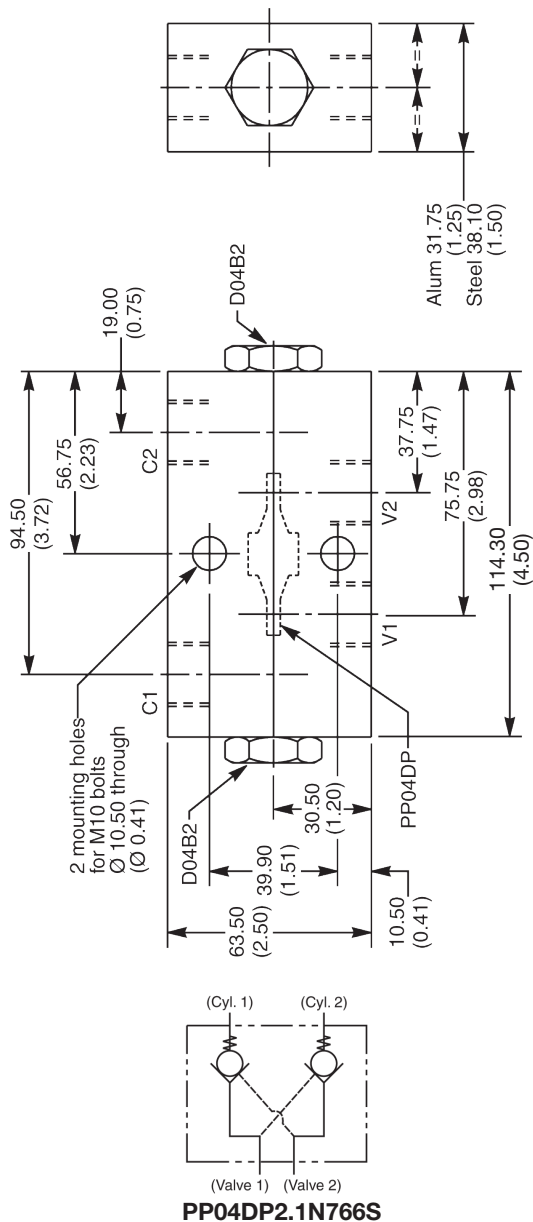 Alum 31.75
(1.25)
Steel 38.10
(1.50)
=
=
D04B2
19.00
(0.75)
56.75
(2.23)
94.50
(3.72)
C2
C1
V2
V1
37.75
(1.47)
75.75
(2.98)
114.30
(4.50)
2 mounting holes
for M10 bolts
Ø 10.50 through
(Ø 0.41)
D04B2
PP04DP
30.50
(1.20)
39.90
(1.51)
63.50
(2.50)
10.50
(0.41)
(Cyl. 1)
(Cyl. 2)
(Valve 1)
(Valve 2)
PP04DP2.1N766S